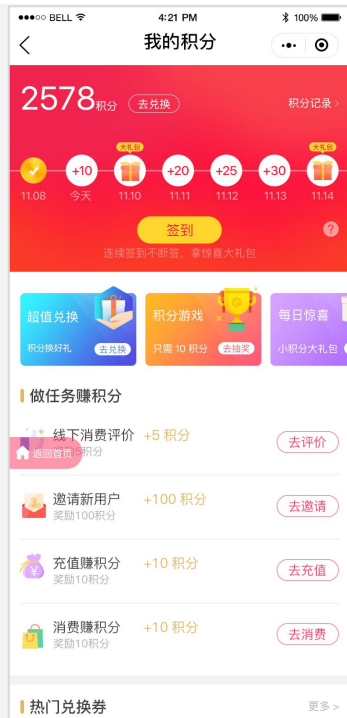 BELL
4:21 PM
100%
我的积分
2578积分
去兑换
积分记录 >
大礼包
大礼包
+10
+20
+25
+30
11.08
今天
11.10
11.11
11.12
11.13
11.14
签到
?
连续签到不断签，拿惊喜大礼包
超值兑换
积分换好礼
去兑换
积分游戏
只需 10 积分
去抽奖
每日惊喜
小积分大礼包
做任务赚积分
线下消费评价
+5 积分
5积分
去评价
返回首页
邀请新用户
+100 积分
奖励100积分
去邀请
充值赚积分
+10 积分
奖励10积分
去充值
消费赚积分
+10 积分
奖励10积分
去消费
热门兑换券
更多 >